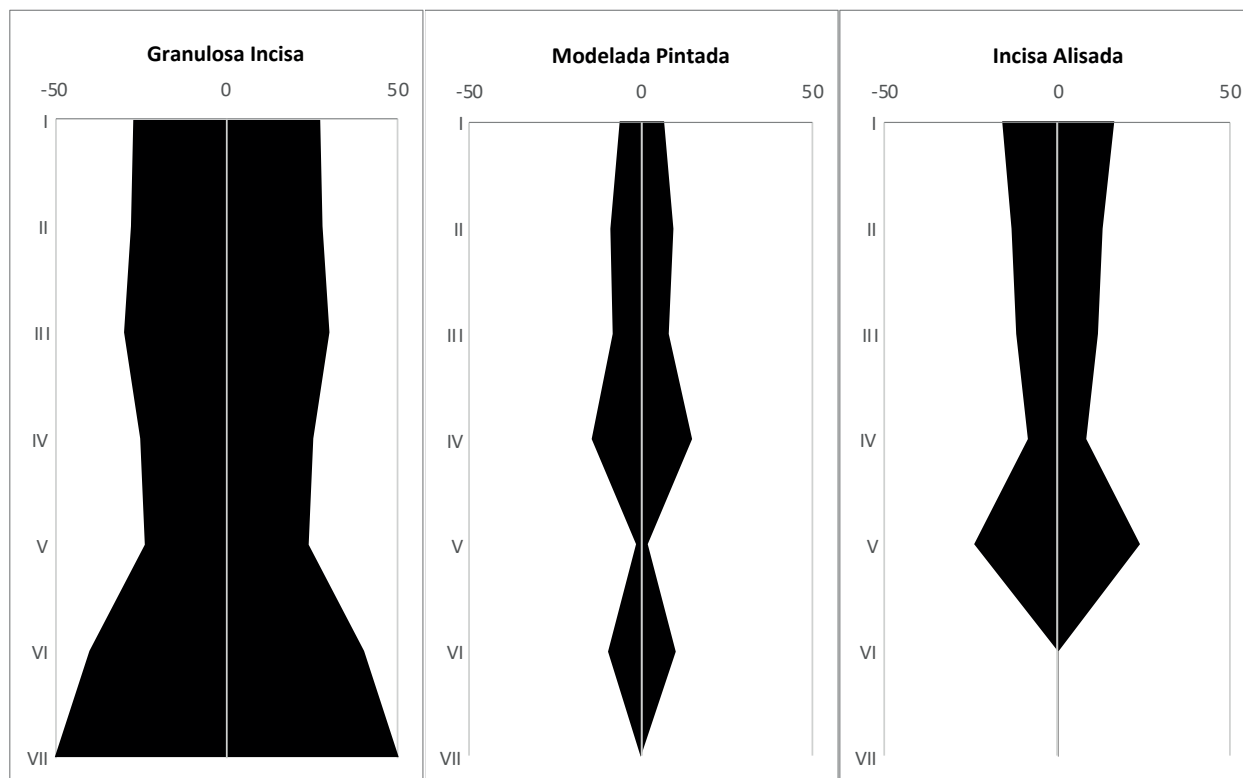 Granulosa Incisa
-50 0 50
I
II
III
IV
V
VI
VII
Modelada Pintada
-50 0 50
I
II
III
IV
V
VI
VII
Incisa Alisada
-50 0 50
I
II
III
IV
V
VI
VII